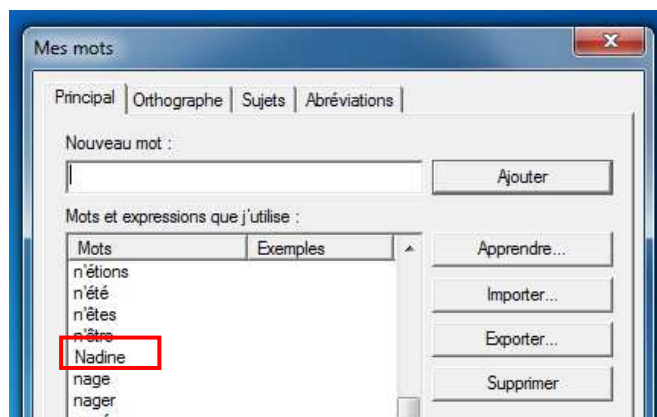 Mes mots
Principal Orthographe Sujets Abréviations
Nouveau mot :
Ajouter
Mots et expressions que j'utilise :
Mots Exemples
Apprendre...
n'étions
n'été
Importer...
n'êtes
n'être
Exporter...
Nadine
nage
Supprimer
nager